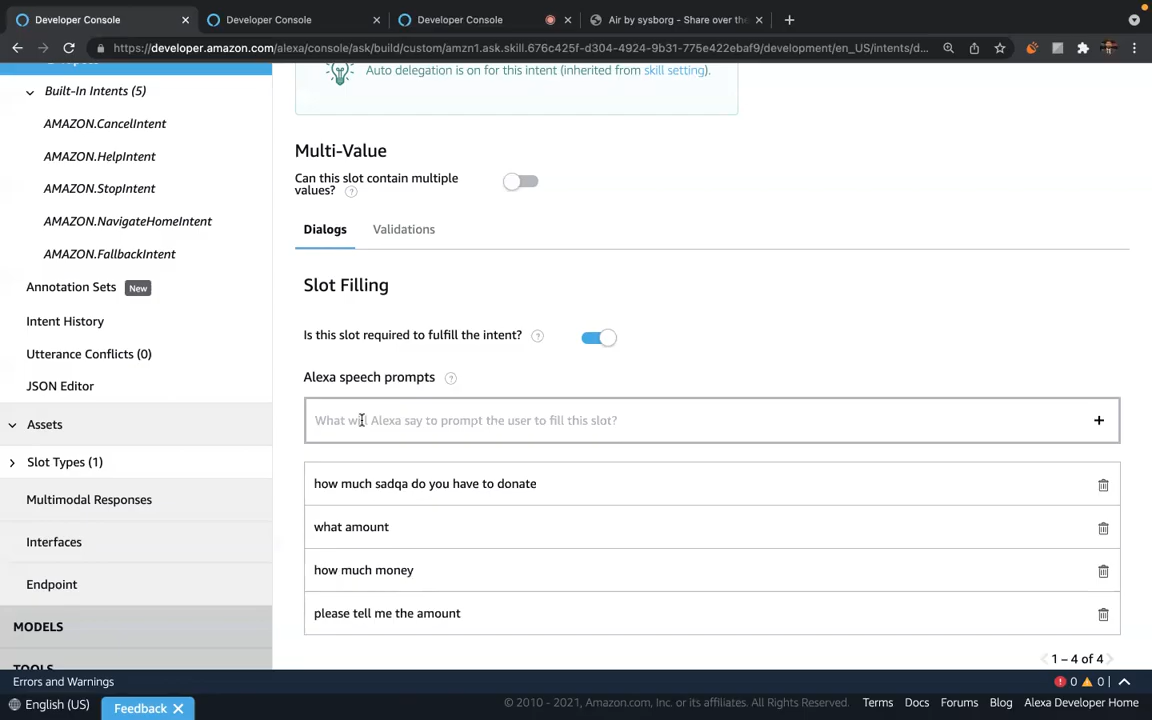 Developer Console
Developer Console
Developer Console
Air by sysborg - Share over the
https://developer.amazon.com/alexa/console/ask/build/custom/amzn1.ask.skill.676c425f-d304-4924-9b31-775e422ebaf9/development/en_US/intents/d...
Built-In Intents (5)
AMAZON.CancelIntent
AMAZON.HelpIntent
AMAZON.StopIntent
AMAZON.NavigateHomeIntent
AMAZON.FallbackIntent
Annotation Sets New
Intent History
Utterance Conflicts (0)
JSON Editor
Assets
Slot Types (1)
Multimodal Responses
Interfaces
Endpoint
MODELS
TOOLS
Auto delegation is on for this intent (inherited from skill setting).
Multi-Value
Can this slot contain multiple
values? ?
Dialogs Validations
Slot Filling
Is this slot required to fulfill the intent? ?
Alexa speech prompts ?
What will Alexa say to prompt the user to fill this slot? +
how much sadqa do you have to donate
what amount
how much money
please tell me the amount
1 – 4 of 4
Errors and Warnings
0 0 |
English (US)
Feedback
© 2010 - 2021, Amazon.com, Inc. or its affiliates. All Rights Reserved.
Terms Docs Forums Blog Alexa Developer Home